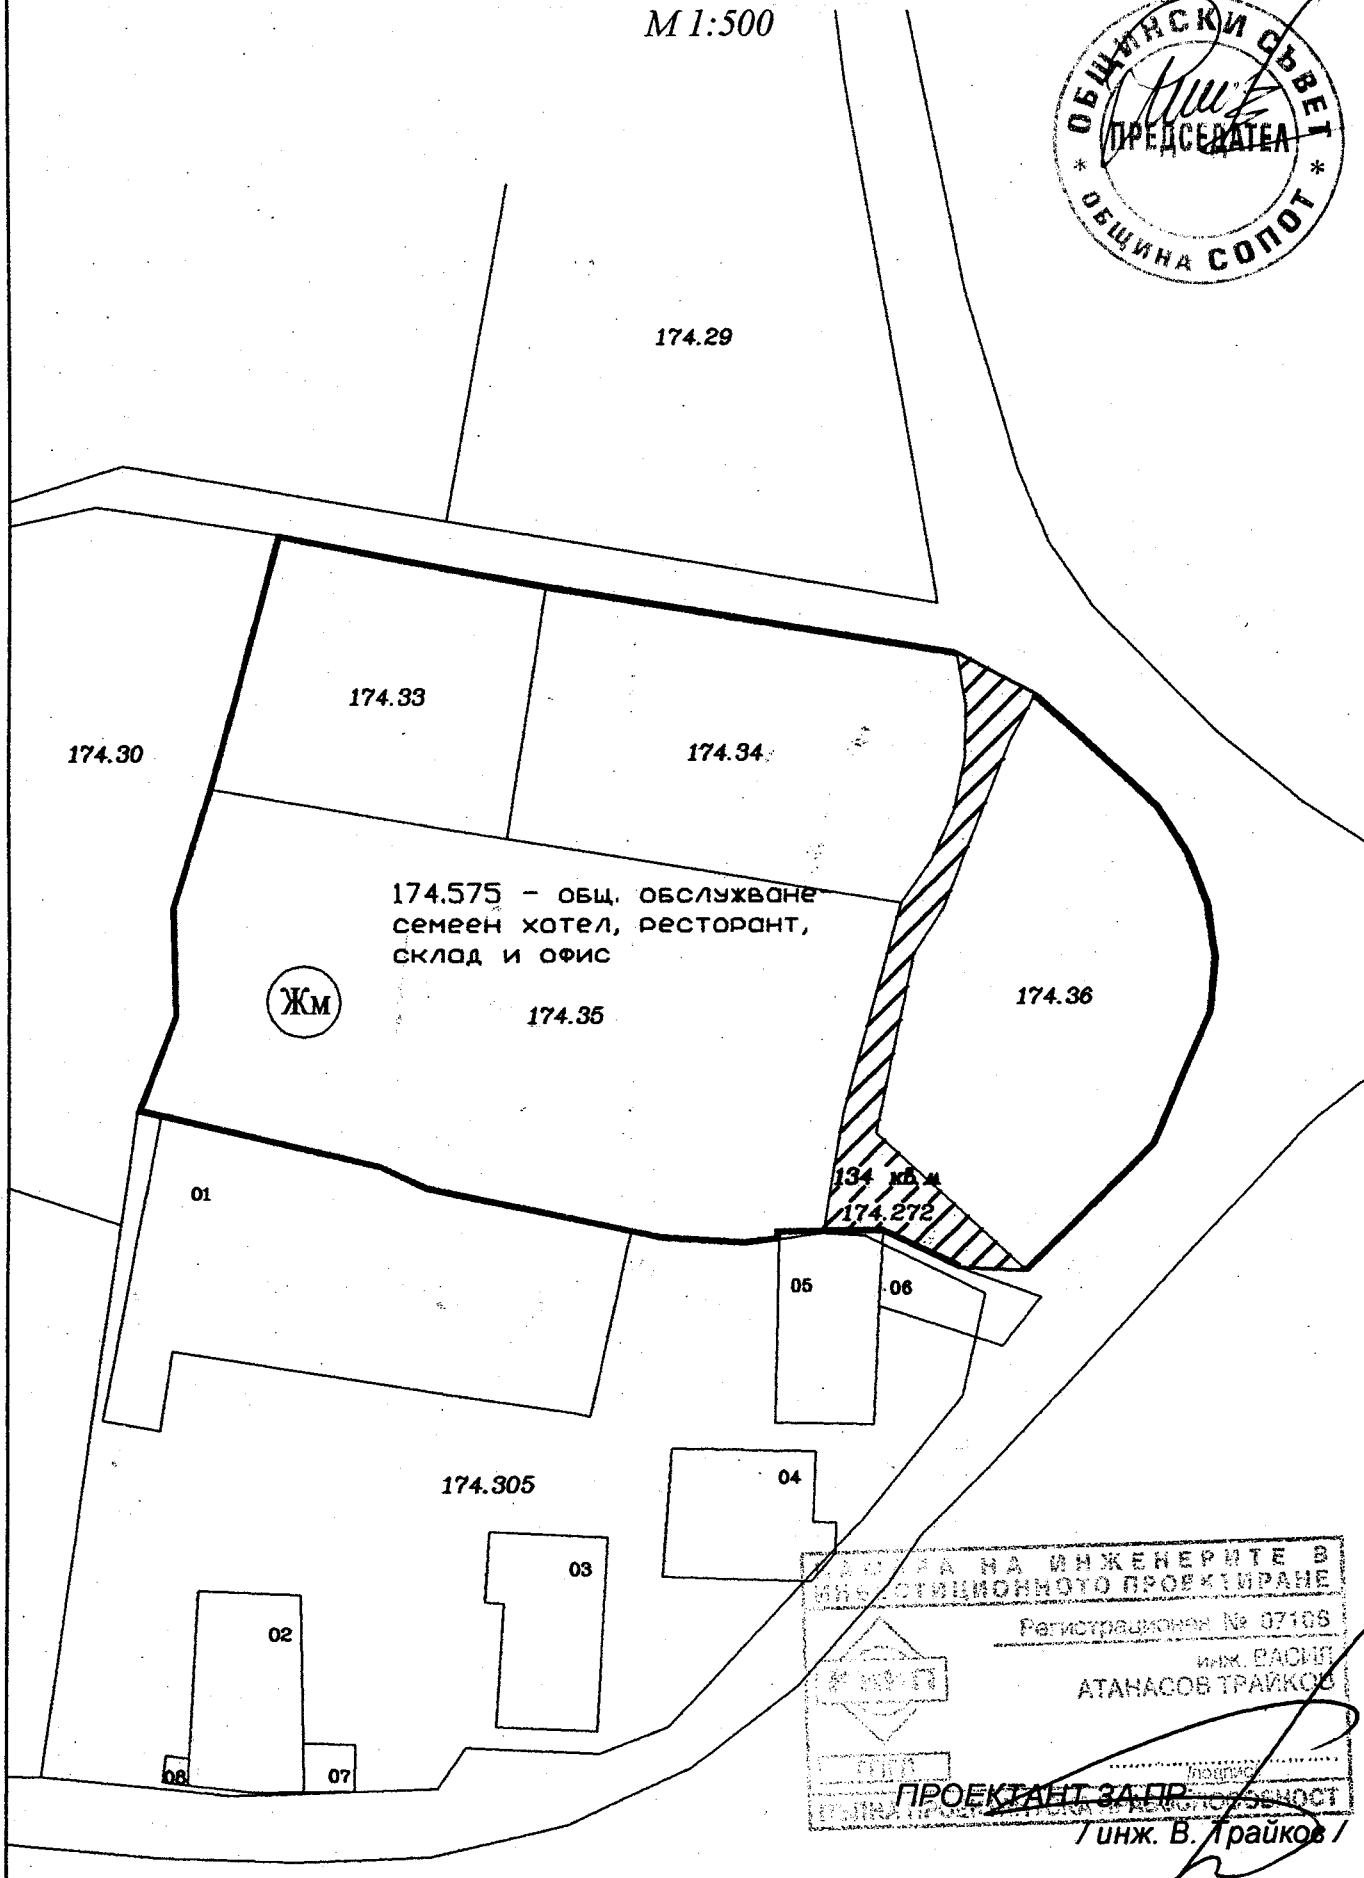 М 1:500
ОБЩИНСКИ СЪВЕТ
ПРЕДСЕДАТЕЛ
* ОБЩИНА СОПОТ *
174.29
174.33
174.30
174.34
174.575 - общ. обслужване
семеен хотел, ресторант,
склад и офис
Жм
174.35
174.36
134 кв.м
174.272
01
05
06
174.305
04
03
02
08
07
НА ИНЖЕНЕРИТЕ В
ИНВЕСТИЦИОННОТО ПРОЕКТИРАНЕ
Регистрационен № 07106
инж. ВАСИЛ
АТАНАСОВ ТРАЙКОВ
/подпис/
ПРОЕКТАНТ ЗА ПР:
/ инж. В. Трайков /